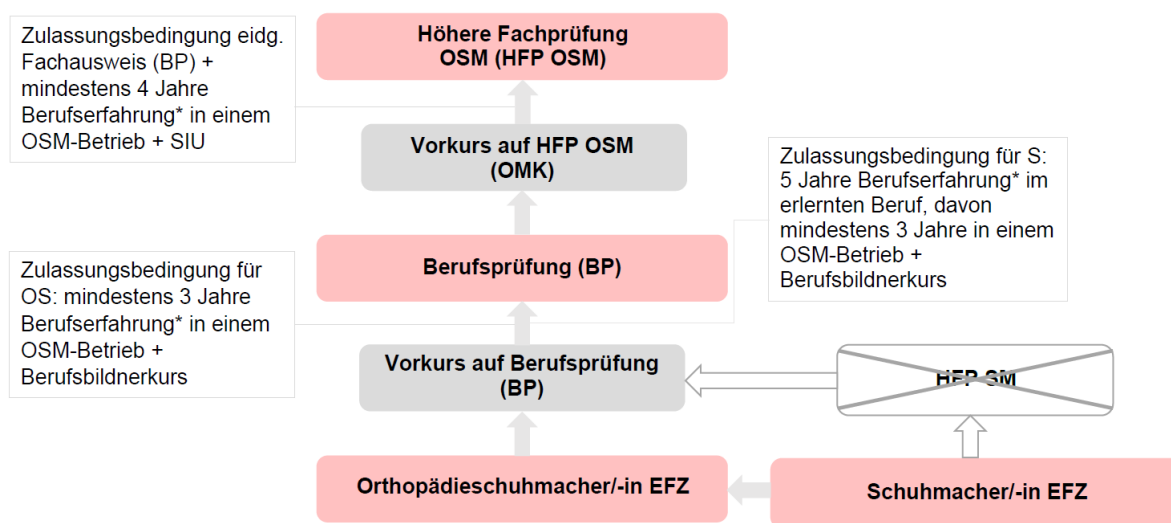 Höhere Fachprüfung
OSM (HFP OSM)
Zulassungsbedingung eidg.
Fachausweis (BP) +
mindestens 4 Jahre
Berufserfahrung* in einem
OSM-Betrieb + SIU
Vorkurs auf HFP OSM
(OMK)
Zulassungsbedingung für S:
5 Jahre Berufserfahrung* im
erlernten Beruf, davon
mindestens 3 Jahre in einem
OSM-Betrieb +
Berufsbildnerkurs
Berufsprüfung (BP)
Zulassungsbedingung für
OS: mindestens 3 Jahre
Berufserfahrung* in einem
OSM-Betrieb +
Berufsbildnerkurs
Vorkurs auf Berufsprüfung
(BP)
HFP SM
Orthopädieschuhmacher/-in EFZ
Schuhmacher/-in EFZ